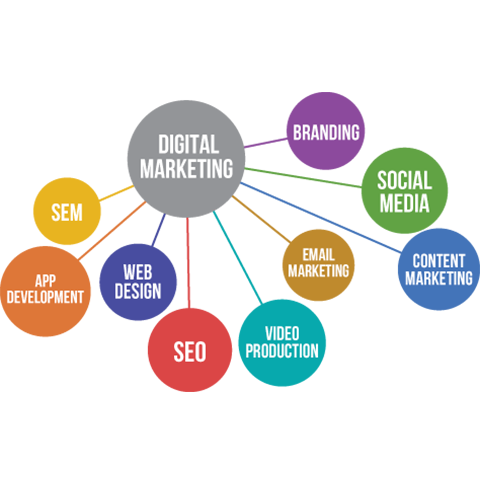 DIGITAL
MARKETING
BRANDING
SOCIAL
MEDIA
SEM
CONTENT
MARKETING
EMAIL
MARKETING
WEB
DESIGN
APP
DEVELOPMENT
SEO
VIDEO
PRODUCTION